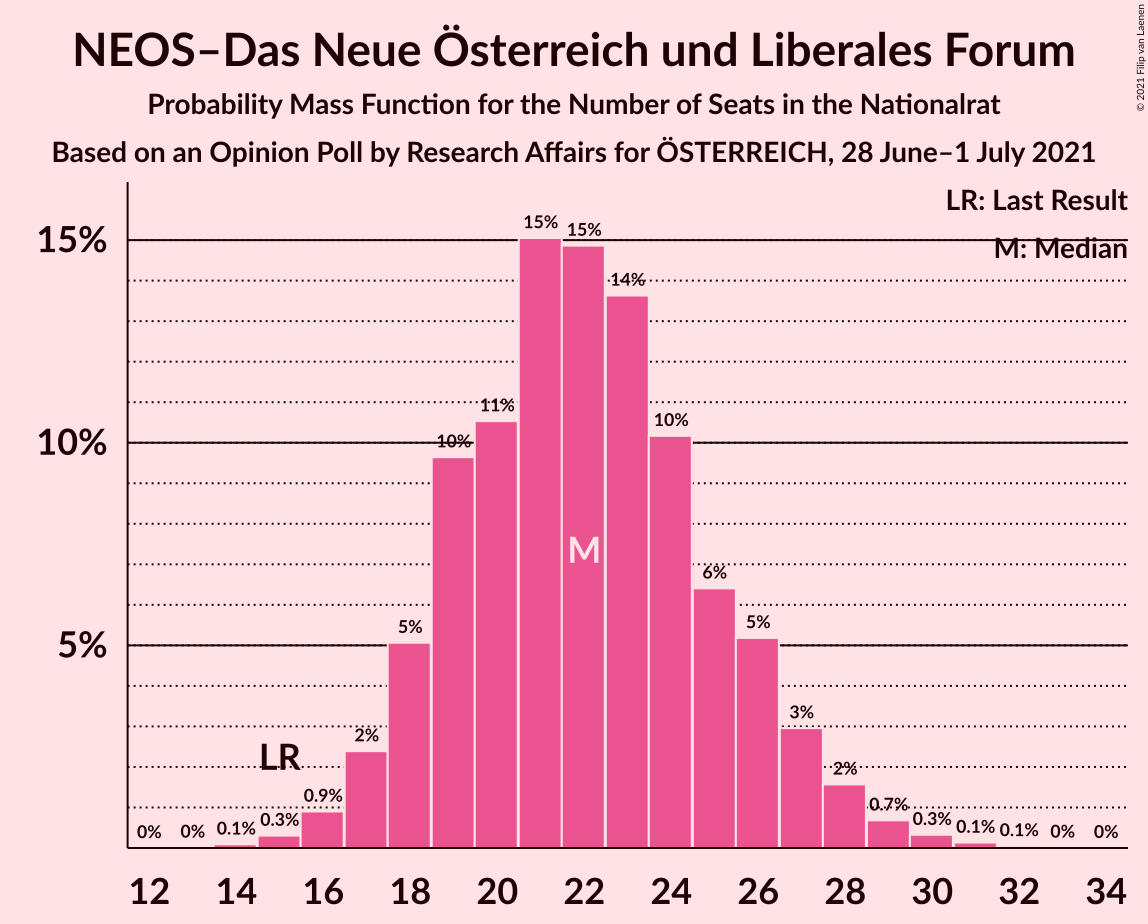 NEOS–Das Neue Österreich und Liberales Forum
Probability Mass Function for the Number of Seats in the Nationalrat
Based on an Opinion Poll by Research Affairs for ÖSTERREICH, 28 June–1 July 2021
© 2021 Filip van Laenen
LR: Last Result
M: Median
15%
10%
5%
0%
0%
0.1%
0.3%
0.9%
2%
5%
10%
11%
15%
15%
14%
10%
6%
5%
3%
2%
0.7%
0.3%
0.1%
0.1%
0%
0%
LR
M
12 14 16 18 20 22 24 26 28 30 32 34